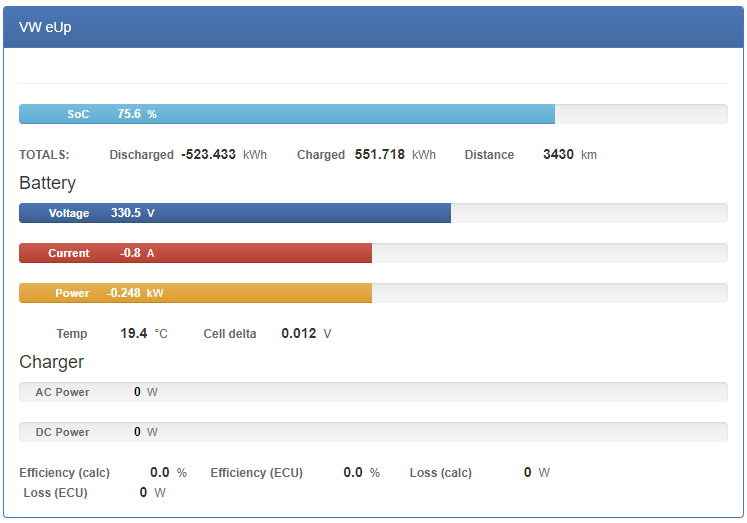 VW eUp
SoC 75.6 %
TOTALS: Discharged -523.433 kWh Charged 551.718 kWh Distance 3430 km
Battery
Voltage 330.5 V
Current -0.8 A
Power -0.248 kW
Temp 19.4 °C Cell delta 0.012 V
Charger
AC Power 0 W
DC Power 0 W
Efficiency (calc) 0.0 % Efficiency (ECU) 0.0 % Loss (calc) 0 W
Loss (ECU) 0 W